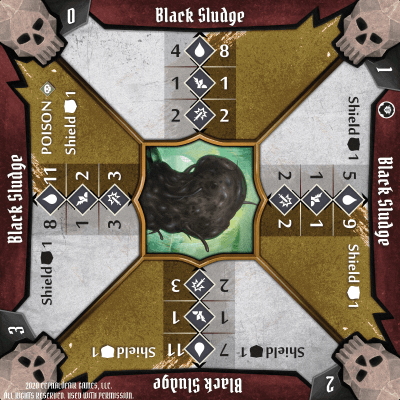 0
Black Sludge
4 8
1 1
2 2
1
Black Sludge
Shield 1
2 1 5
2 1 9
Shield 1
2
Black Sludge
Shield 1
Shield 1
7 11
1 1
2 3
3
Black Sludge
POISON
Shield 1
11 2 3
8 1 3
Shield 1
2020 CEPHALOFAIR GAMES, LLC.
ALL RIGHTS RESERVED. USED WITH PERMISSION.